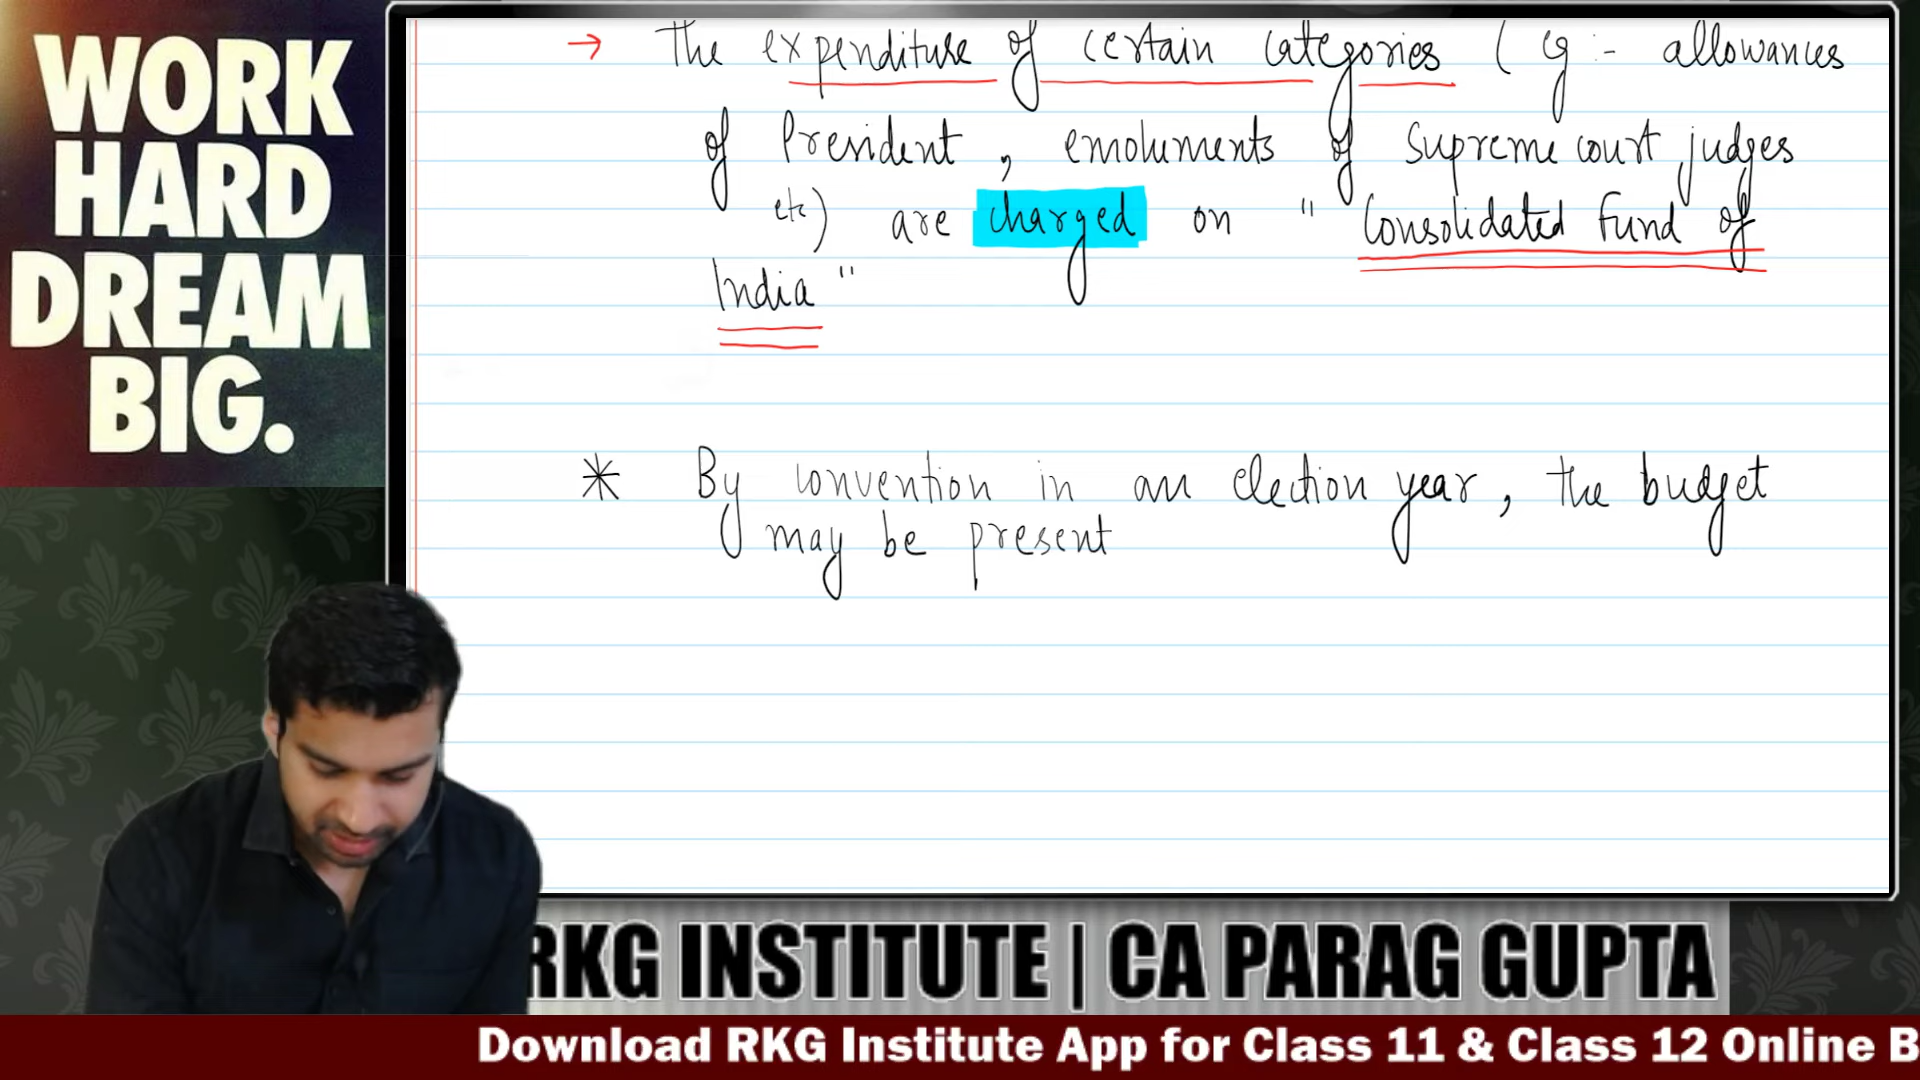 WORK
HARD
DREAM
BIG.
→ The expenditure of certain categories (eg :- allowances
of President, emoluments of Supreme court judges
etc) are charged on " Consolidated Fund of
India "
* By convention in an election year, the budget
may be present
RKG INSTITUTE | CA PARAG GUPTA
Download RKG Institute App for Class 11 & Class 12 Online B